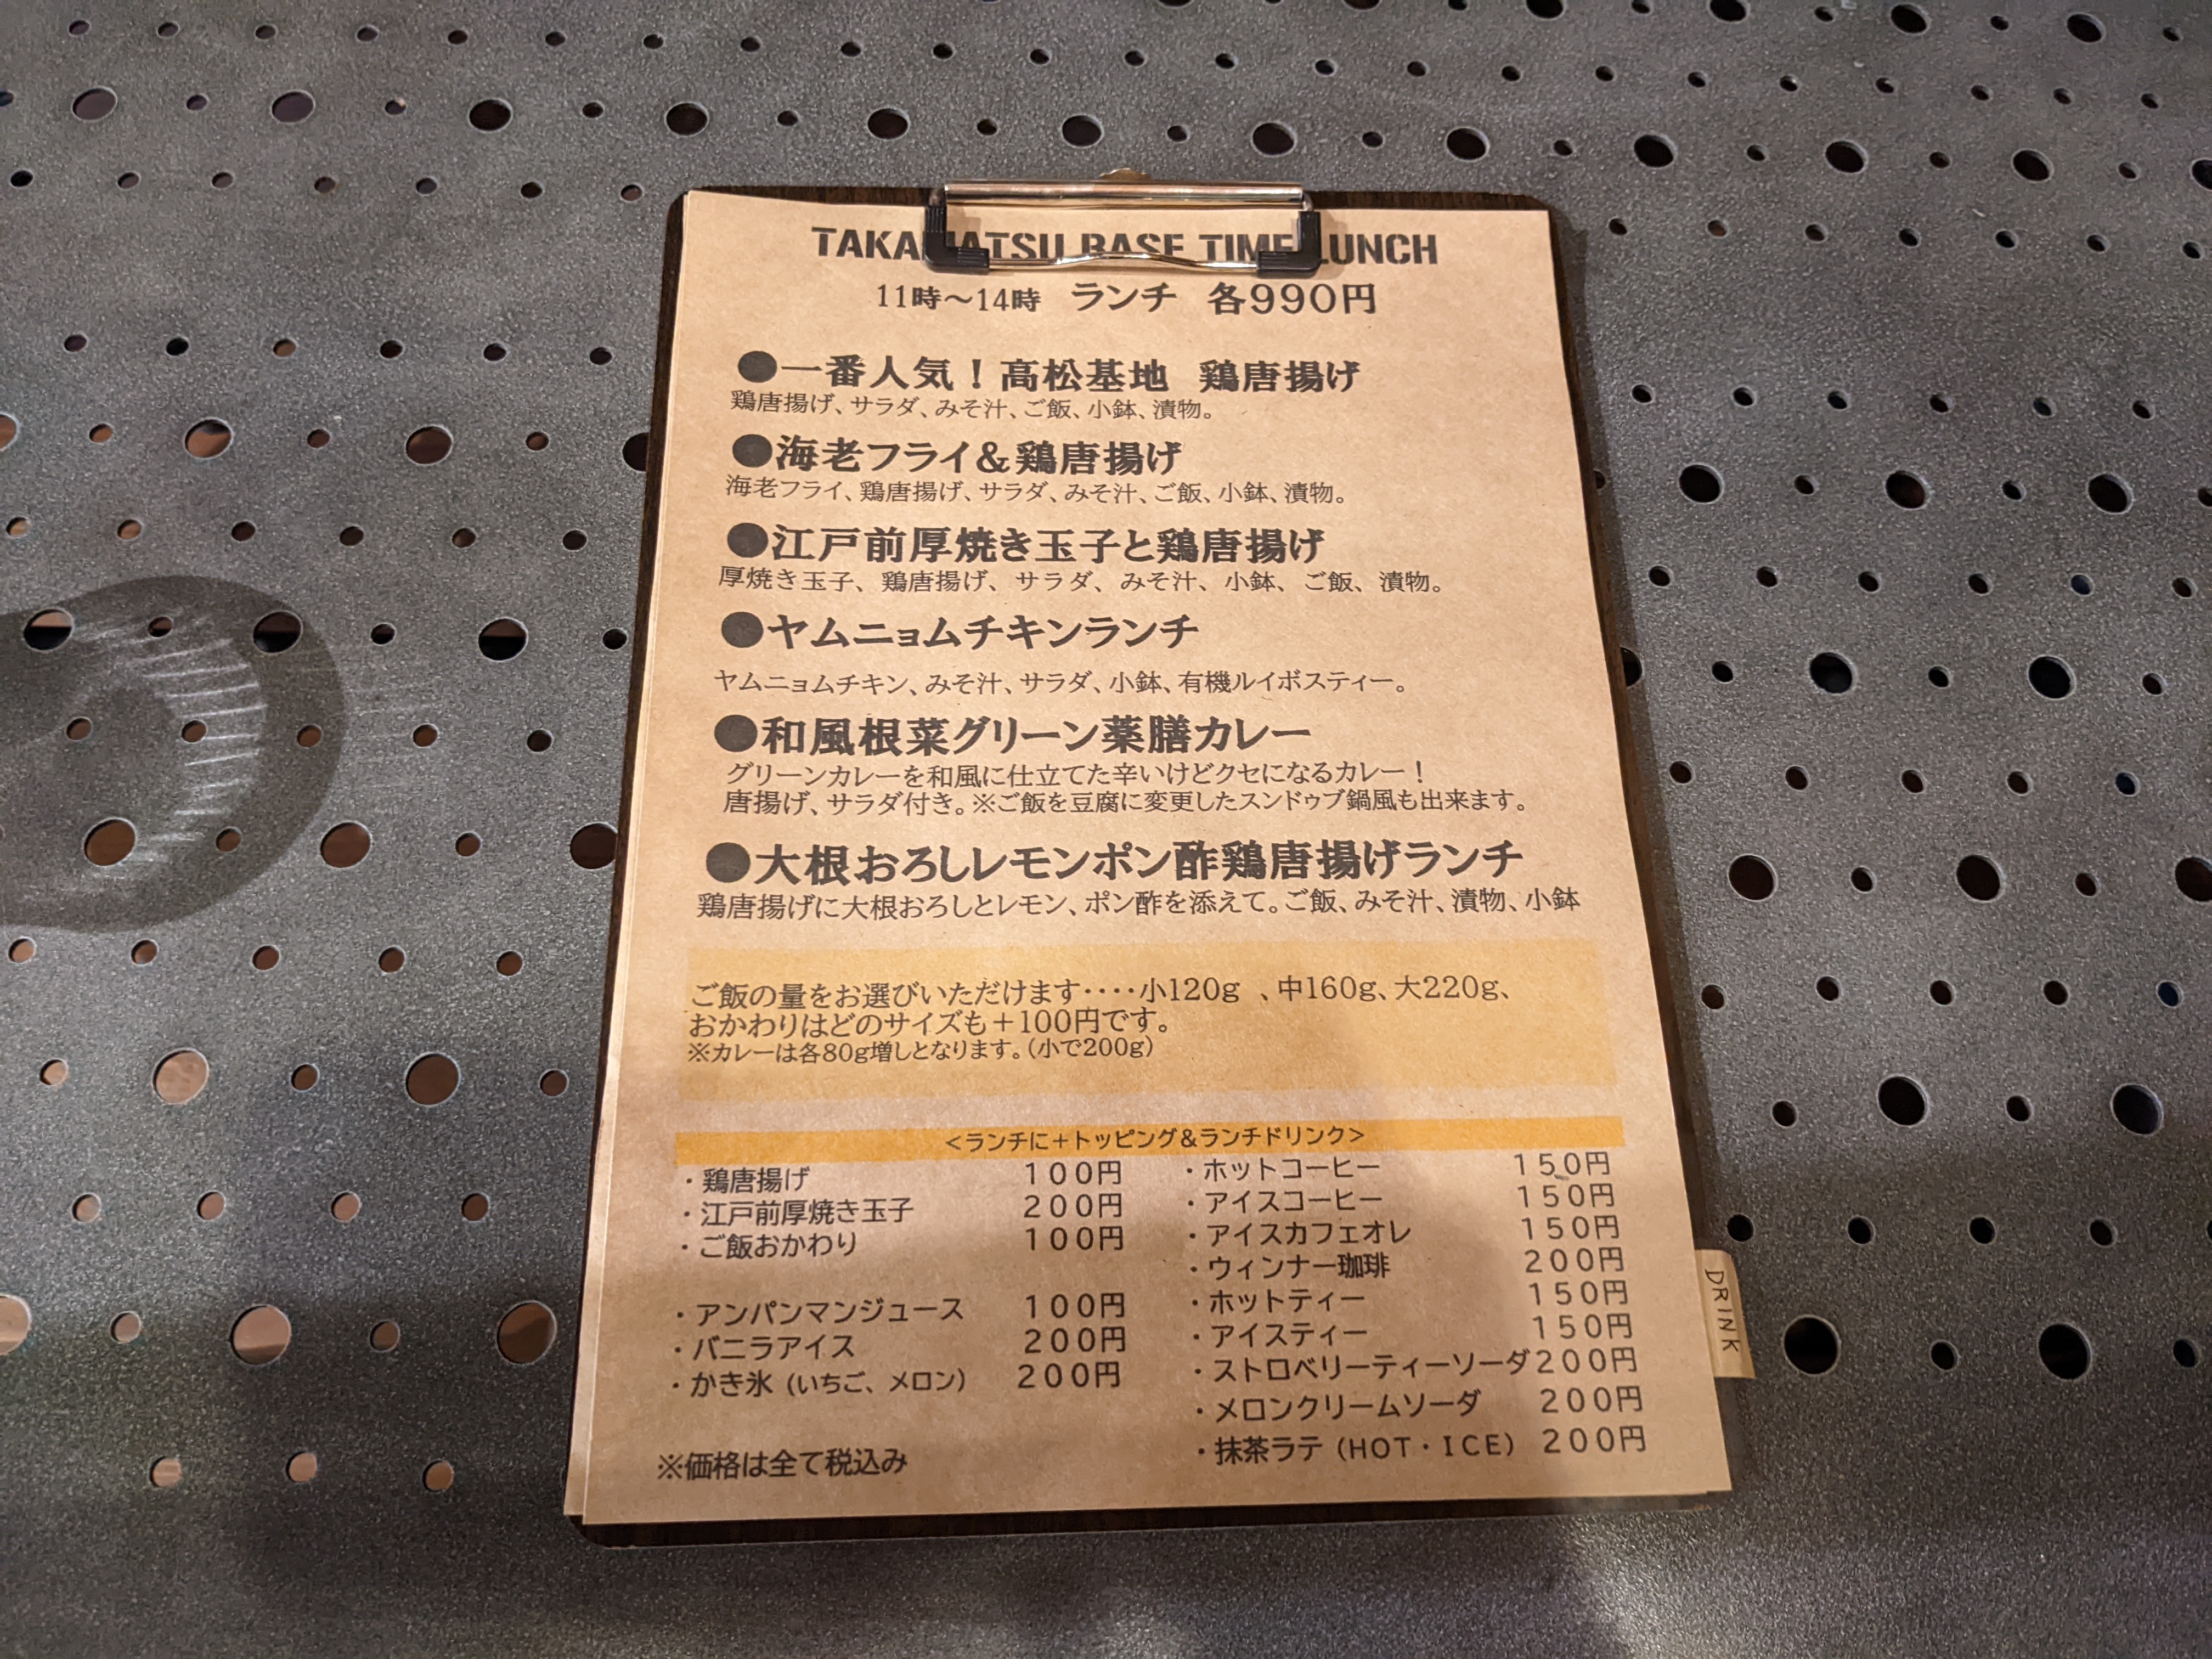 TAKAMATSU BASE TIME LUNCH
11時～14時 ランチ 各990円
●一番人気！高松基地 鶏唐揚げ
鶏唐揚げ、サラダ、みそ汁、ご飯、小鉢、漬物。
●海老フライ&鶏唐揚げ
海老フライ、鶏唐揚げ、サラダ、みそ汁、ご飯、小鉢、漬物。
●江戸前厚焼き玉子と鶏唐揚げ
厚焼き玉子、鶏唐揚げ、サラダ、みそ汁、小鉢、ご飯、漬物。
●ヤムニョムチキンランチ
ヤムニョムチキン、みそ汁、サラダ、小鉢、有機ルイボスティー。
●和風根菜グリーン薬膳カレー
グリーンカレーを和風に仕立てた辛いけどクセになるカレー！
唐揚げ、サラダ付き。※ご飯を豆腐に変更したスンドゥブ鍋風も出来ます。
●大根おろしレモンポン酢鶏唐揚げランチ
鶏唐揚げに大根おろしとレモン、ポン酢を添えて。ご飯、みそ汁、漬物、小鉢
ご飯の量をお選びいただけます‥‥小120g 、中160g、大220g、
おかわりはどのサイズも＋100円です。
※カレーは各80g増しとなります。（小で200g）
＜ランチに＋トッピング＆ランチドリンク＞
・鶏唐揚げ １００円
・江戸前厚焼き玉子 ２００円
・ご飯おかわり １００円
・アンパンマンジュース １００円
・バニラアイス ２００円
・かき氷（いちご、メロン） ２００円
※価格は全て税込み
・ホットコーヒー １５０円
・アイスコーヒー １５０円
・アイスカフェオレ １５０円
・ウィンナー珈琲 ２００円
・ホットティー １５０円
・アイスティー １５０円
・ストロベリーティーソーダ２００円
・メロンクリームソーダ ２００円
・抹茶ラテ（HOT・ICE） ２００円
DRINK